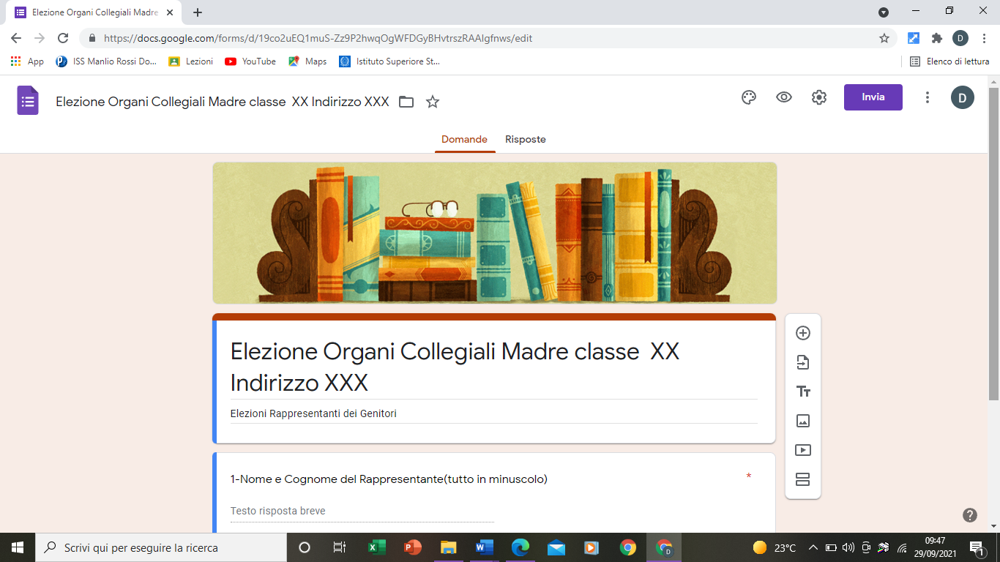 Elezione Organi Collegiali Madre
https://docs.google.com/forms/d/19co2uEQ1muS-Zz9P2hwqOgWFDGyBHvtrszRAAIgfnws/edit
D
App
ISS Manlio Rossi Do...
Lezioni
YouTube
Maps
Istituto Superiore St...
Elenco di lettura
Elezione Organi Collegiali Madre classe  XX Indirizzo XXX
Invia
D
Domande
Risposte
Elezione Organi Collegiali Madre classe  XX
Indirizzo XXX
Elezioni Rappresentanti dei Genitori
1-Nome e Cognome del Rappresentante(tutto in minuscolo)
*
Testo risposta breve
Scrivi qui per eseguire la ricerca
23°C
09:47
29/09/2021
1